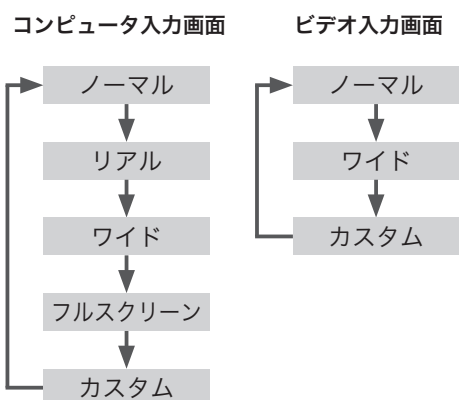 コンピュータ入力画面
ノーマル
リアル
ワイド
フルスクリーン
カスタム
ビデオ入力画面
ノーマル
ワイド
カスタム